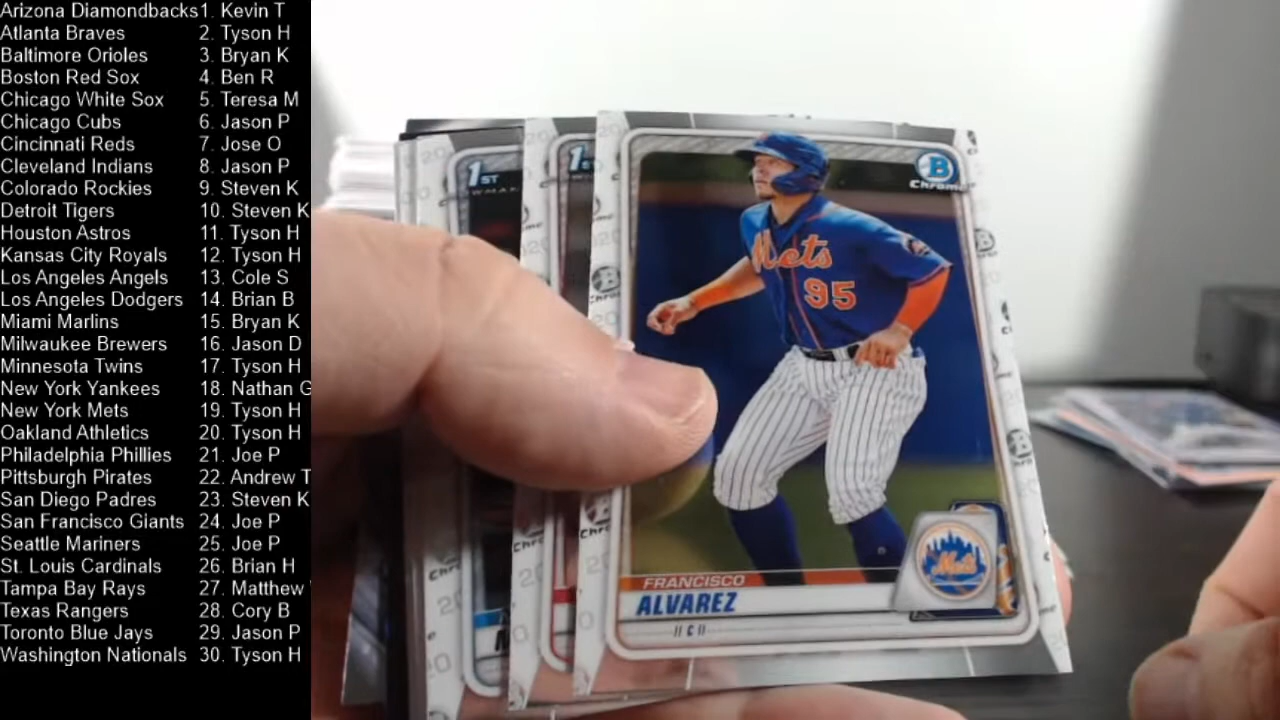 Arizona Diamondbacks 1. Kevin T
Atlanta Braves 2. Tyson H
Baltimore Orioles 3. Bryan K
Boston Red Sox 4. Ben R
Chicago White Sox 5. Teresa M
Chicago Cubs 6. Jason P
Cincinnati Reds 7. Jose O
Cleveland Indians 8. Jason P
Colorado Rockies 9. Steven K
Detroit Tigers 10. Steven K
Houston Astros 11. Tyson H
Kansas City Royals 12. Tyson H
Los Angeles Angels 13. Cole S
Los Angeles Dodgers 14. Brian B
Miami Marlins 15. Bryan K
Milwaukee Brewers 16. Jason D
Minnesota Twins 17. Tyson H
New York Yankees 18. Nathan G
New York Mets 19. Tyson H
Oakland Athletics 20. Tyson H
Philadelphia Phillies 21. Joe P
Pittsburgh Pirates 22. Andrew T
San Diego Padres 23. Steven K
San Francisco Giants 24. Joe P
Seattle Mariners 25. Joe P
St. Louis Cardinals 26. Brian H
Tampa Bay Rays 27. Matthew
Texas Rangers 28. Cory B
Toronto Blue Jays 29. Jason P
Washington Nationals 30. Tyson H
1ST
1ST
B
Chrome
Mets
95
Mets
FRANCISCO
ALVAREZ
C